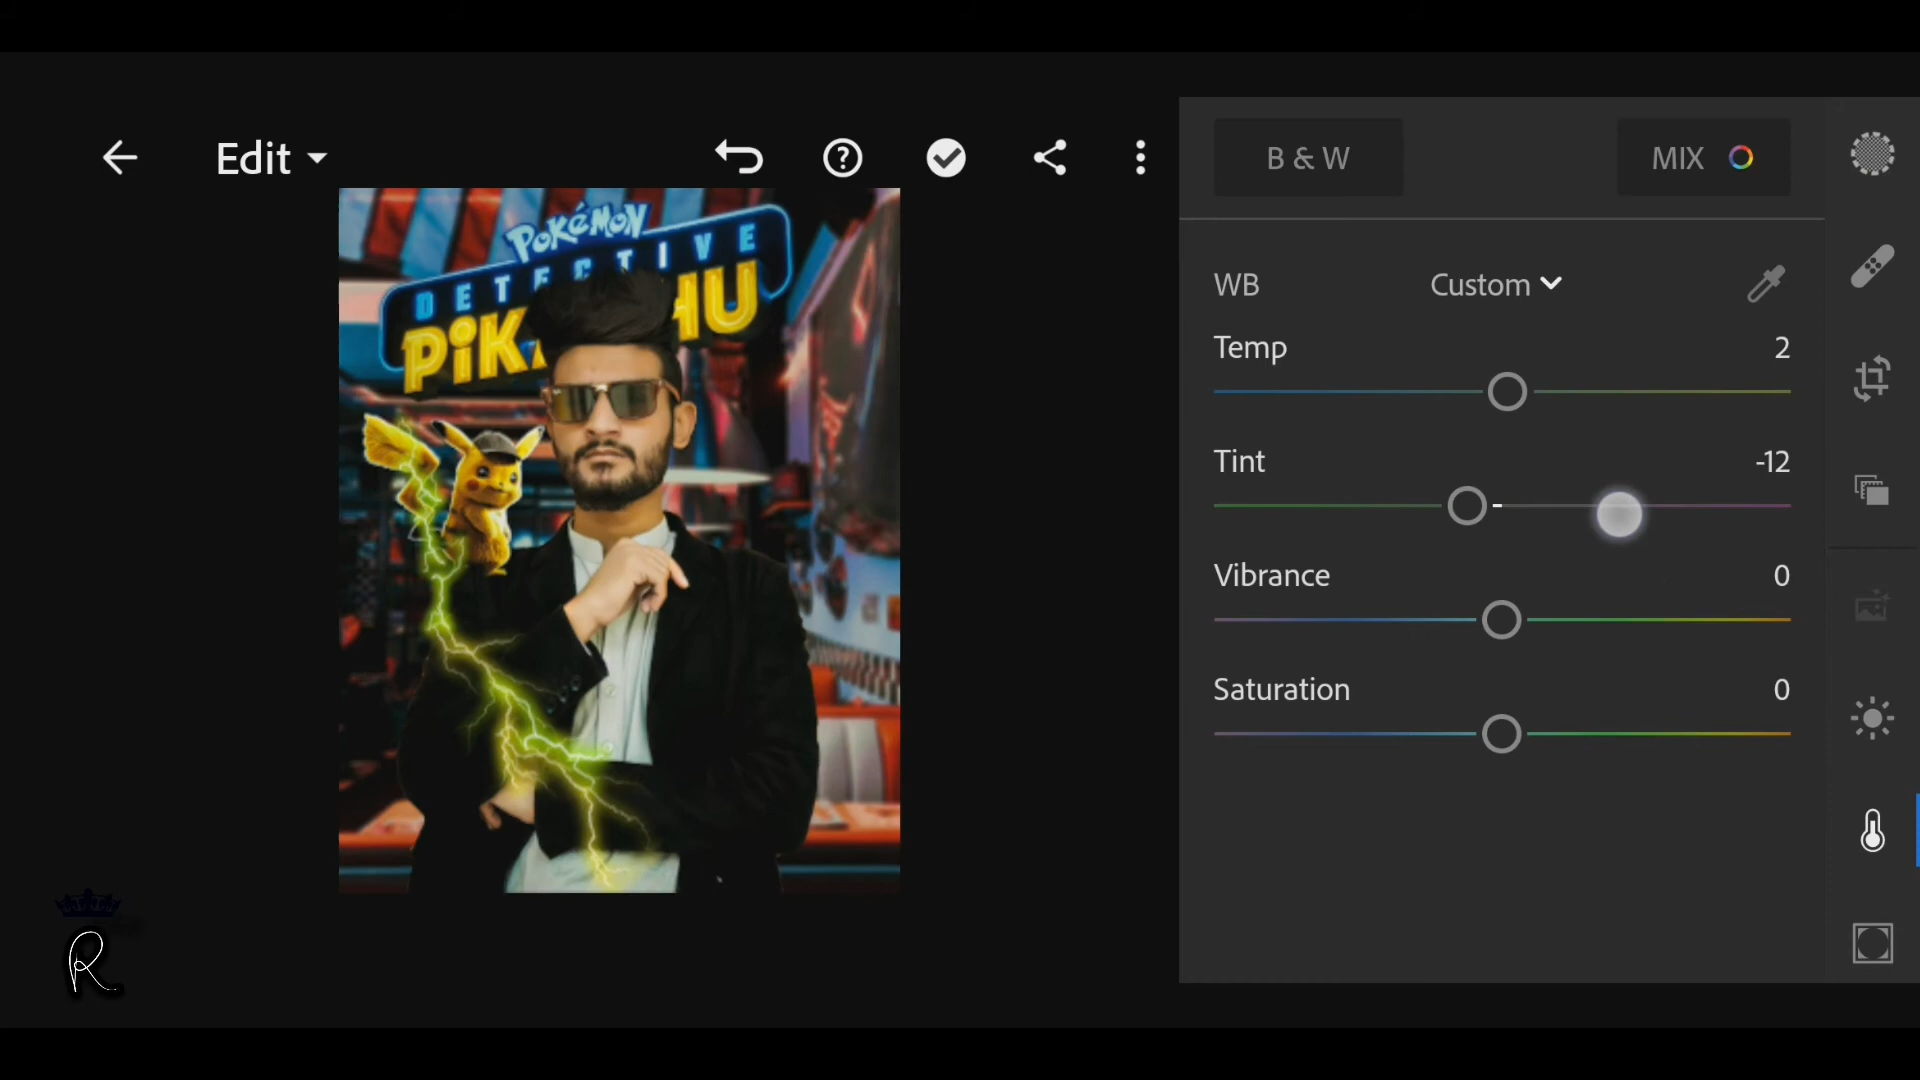 Edit
B & W
MIX
WB
Custom
Temp
2
Tint
-12
Vibrance
0
Saturation
0
POKéMON
DETECTIVE
PiK HU
R